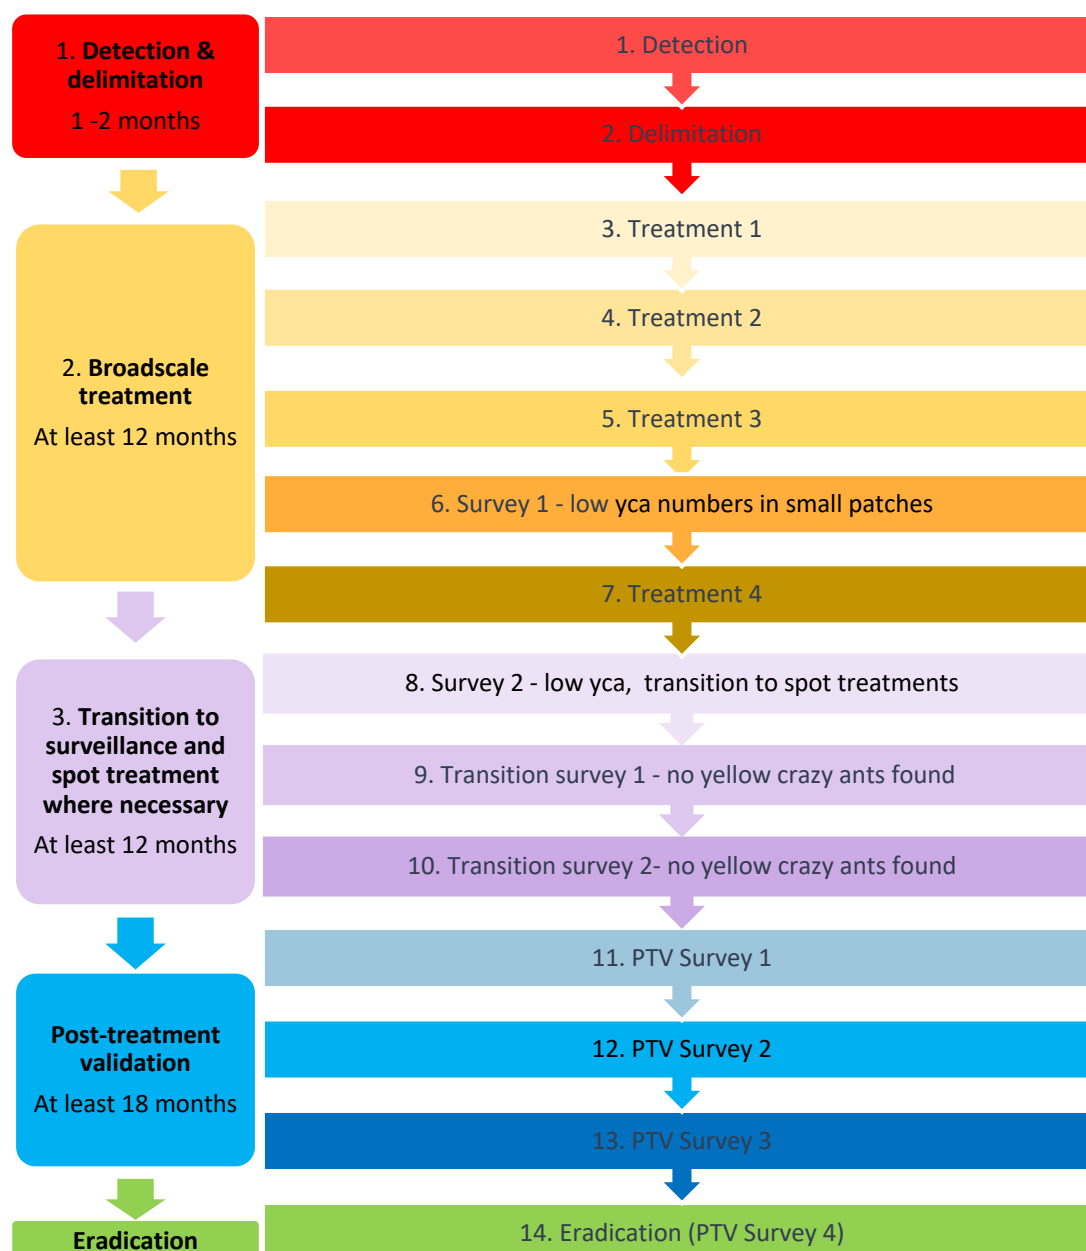 1. Detection &
delimitation
1 -2 months
1. Detection
2. Delimitation
2. Broadscale
treatment
At least 12 months
3. Treatment 1
4. Treatment 2
5. Treatment 3
6. Survey 1 - low yca numbers in small patches
7. Treatment 4
3. Transition to
surveillance and
spot treatment
where necessary
At least 12 months
8. Survey 2 - low yca,  transition to spot treatments
9. Transition survey 1 - no yellow crazy ants found
10. Transition survey 2- no yellow crazy ants found
Post-treatment
validation
At least 18 months
11. PTV Survey 1
12. PTV Survey 2
13. PTV Survey 3
Eradication
14. Eradication (PTV Survey 4)